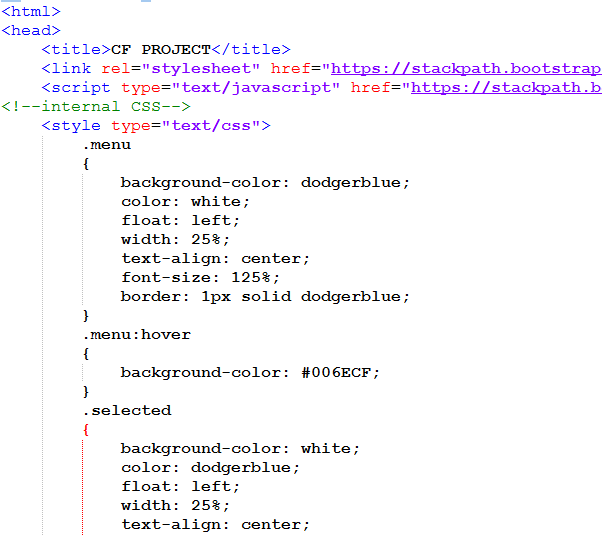 <html>
<head>
<title>CF PROJECT</title>
<link rel="stylesheet" href="https://stackpath.bootstrap
<script type="text/javascript" href="https://stackpath.b
<!--internal CSS-->
<style type="text/css">
.menu
{
background-color: dodgerblue;
color: white;
float: left;
width: 25%;
text-align: center;
font-size: 125%;
border: 1px solid dodgerblue;
}
.menu:hover
{
background-color: #006ECF;
}
.selected
{
background-color: white;
color: dodgerblue;
float: left;
width: 25%;
text-align: center;